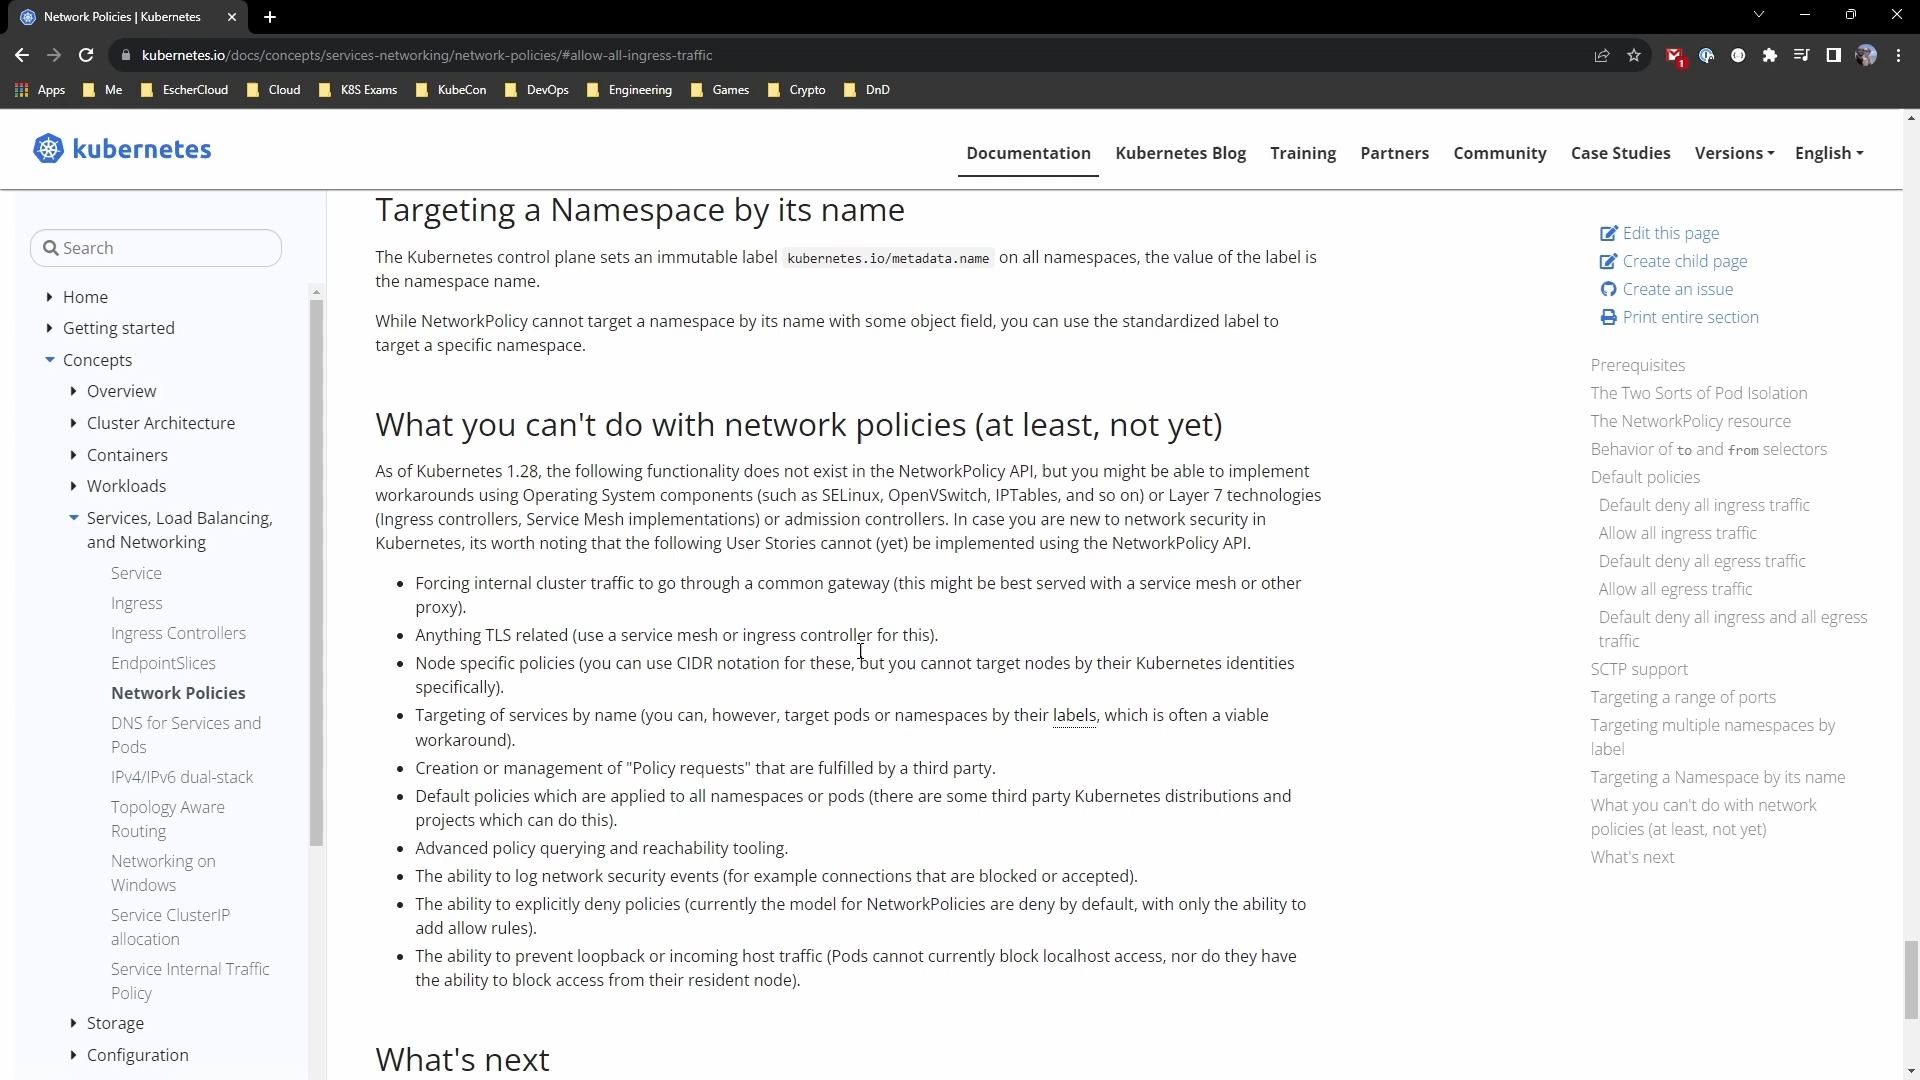 Network Policies | Kubernetes
kubernetes.io/docs/concepts/services-networking/network-policies/#allow-all-ingress-traffic
1
Apps Me EscherCloud Cloud K8S Exams KubeCon DevOps Engineering Games Crypto DnD
kubernetes
Documentation Kubernetes Blog Training Partners Community Case Studies Versions English
Search
Home
Getting started
Concepts
Overview
Cluster Architecture
Containers
Workloads
Services, Load Balancing,
and Networking
Service
Ingress
Ingress Controllers
EndpointSlices
Network Policies
DNS for Services and
Pods
IPv4/IPv6 dual-stack
Topology Aware
Routing
Networking on
Windows
Service ClusterIP
allocation
Service Internal Traffic
Policy
Storage
Configuration
Targeting a Namespace by its name
The Kubernetes control plane sets an immutable label kubernetes.io/metadata.name on all namespaces, the value of the label is
the namespace name.
While NetworkPolicy cannot target a namespace by its name with some object field, you can use the standardized label to
target a specific namespace.
What you can't do with network policies (at least, not yet)
As of Kubernetes 1.28, the following functionality does not exist in the NetworkPolicy API, but you might be able to implement
workarounds using Operating System components (such as SELinux, OpenVSwitch, IPTables, and so on) or Layer 7 technologies
(Ingress controllers, Service Mesh implementations) or admission controllers. In case you are new to network security in
Kubernetes, its worth noting that the following User Stories cannot (yet) be implemented using the NetworkPolicy API.
• Forcing internal cluster traffic to go through a common gateway (this might be best served with a service mesh or other
proxy).
• Anything TLS related (use a service mesh or ingress controller for this).
• Node specific policies (you can use CIDR notation for these, but you cannot target nodes by their Kubernetes identities
specifically).
• Targeting of services by name (you can, however, target pods or namespaces by their labels, which is often a viable
workaround).
• Creation or management of "Policy requests" that are fulfilled by a third party.
• Default policies which are applied to all namespaces or pods (there are some third party Kubernetes distributions and
projects which can do this).
• Advanced policy querying and reachability tooling.
• The ability to log network security events (for example connections that are blocked or accepted).
• The ability to explicitly deny policies (currently the model for NetworkPolicies are deny by default, with only the ability to
add allow rules).
• The ability to prevent loopback or incoming host traffic (Pods cannot currently block localhost access, nor do they have
the ability to block access from their resident node).
What's next
Edit this page
Create child page
Create an issue
Print entire section
Prerequisites
The Two Sorts of Pod Isolation
The NetworkPolicy resource
Behavior of to and from selectors
Default policies
Default deny all ingress traffic
Allow all ingress traffic
Default deny all egress traffic
Allow all egress traffic
Default deny all ingress and all egress
traffic
SCTP support
Targeting a range of ports
Targeting multiple namespaces by
label
Targeting a Namespace by its name
What you can't do with network
policies (at least, not yet)
What's next